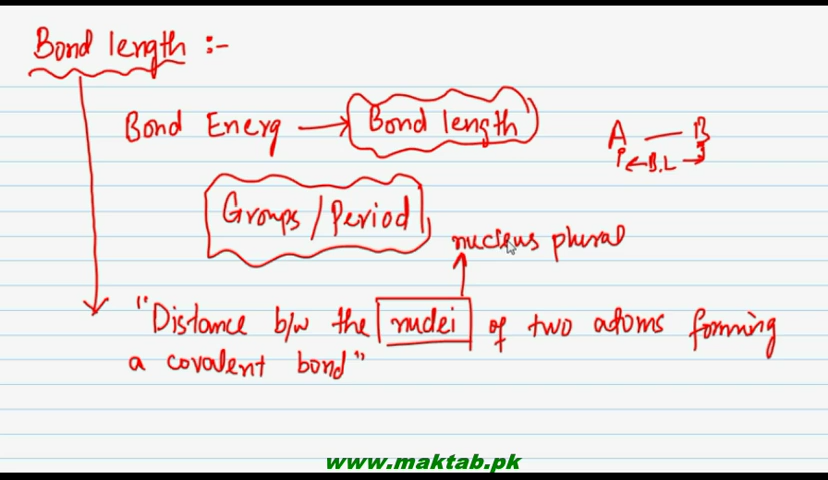 Bond length :-
Bond Energ → Bond length
A — B
← B.L →
Groups / Period
nucleus plural
"Distance b/w the nuclei of two atoms forming
a covalent bond"
www.maktab.pk